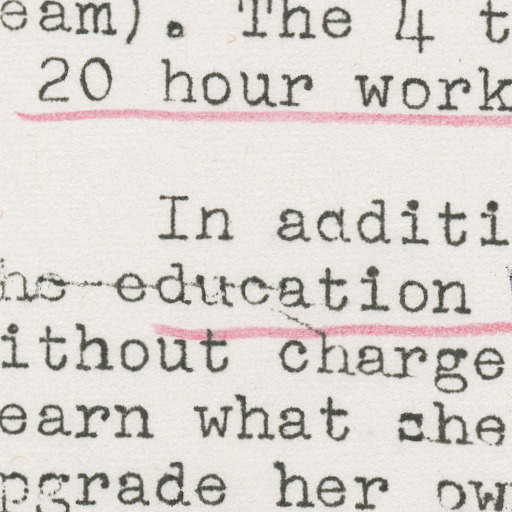 eam). The 4 t
20 hour work
In additi
he education
ithout charge
earn what she
pgrade her ow